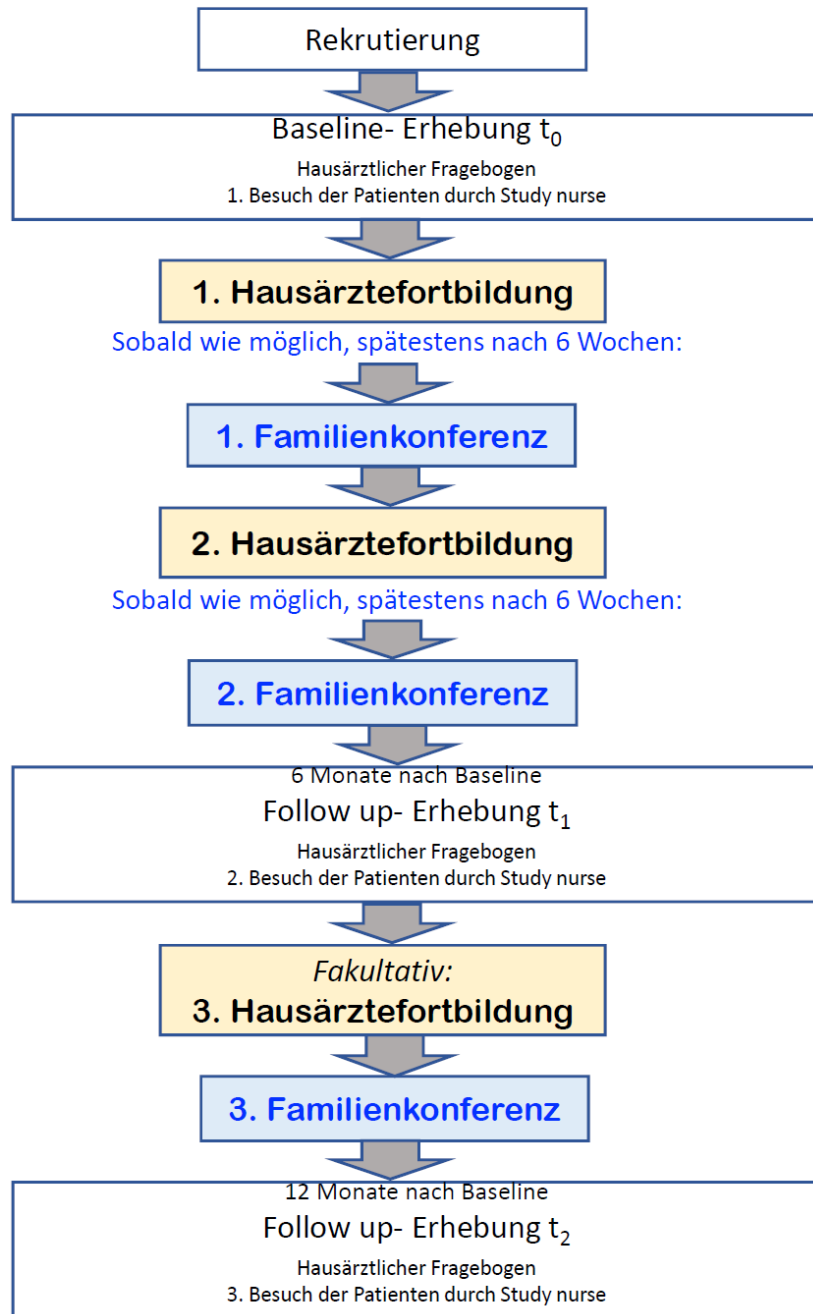 Rekrutierung
Baseline- Erhebung t₀
Hausärztlicher Fragebogen
1. Besuch der Patienten durch Study nurse
1. Hausärztefortbildung
Sobald wie möglich, spätestens nach 6 Wochen:
1. Familienkonferenz
2. Hausärztefortbildung
Sobald wie möglich, spätestens nach 6 Wochen:
2. Familienkonferenz
6 Monate nach Baseline
Follow up- Erhebung t₁
Hausärztlicher Fragebogen
2. Besuch der Patienten durch Study nurse
Fakultativ:
3. Hausärztefortbildung
3. Familienkonferenz
12 Monate nach Baseline
Follow up- Erhebung t₂
Hausärztlicher Fragebogen
3. Besuch der Patienten durch Study nurse